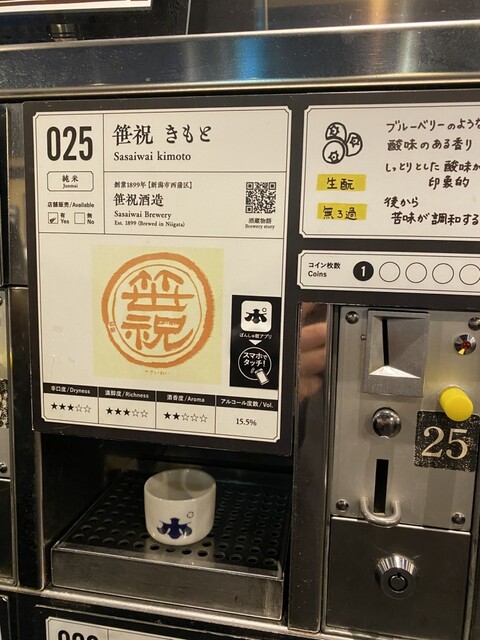 025
笹祝 きもと
Sasaiwai kimoto
純米
Junmai
創業1899年【新潟市西蒲区】
笹祝酒造
Sasaiwai Brewery
Est. 1899 (Brewed in Niigata)
店舗販売/Available
有
Yes
無
No
酒蔵物語
Brewery story
笹祝
ぽ
ぽんしゅ館アプリ
スマホで
タッチ!
辛口度/Dryness
濃醇度/Richness
酒香度/Aroma
アルコール度数/Vol.
★★★☆☆
★★★☆☆
★★☆☆☆
15.5%
ブルーベリーのような
酸味のある香り
しっとりとした酸味が
印象的
生酛
無ろ過
後から
苦味が調和する
コイン枚数
Coins
1
25